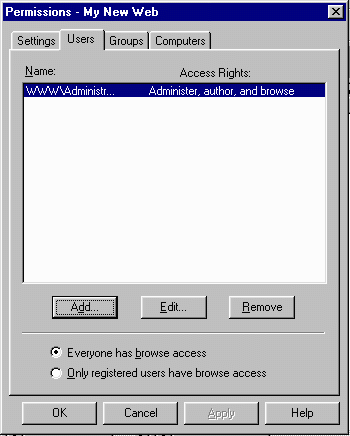 Permissions - My New Web
Settings Users Groups Computers
Name: Access Rights:
WWW\Administr... Administer, author, and browse
Add... Edit... Remove
Everyone has browse access
Only registered users have browse access
OK Cancel Apply Help